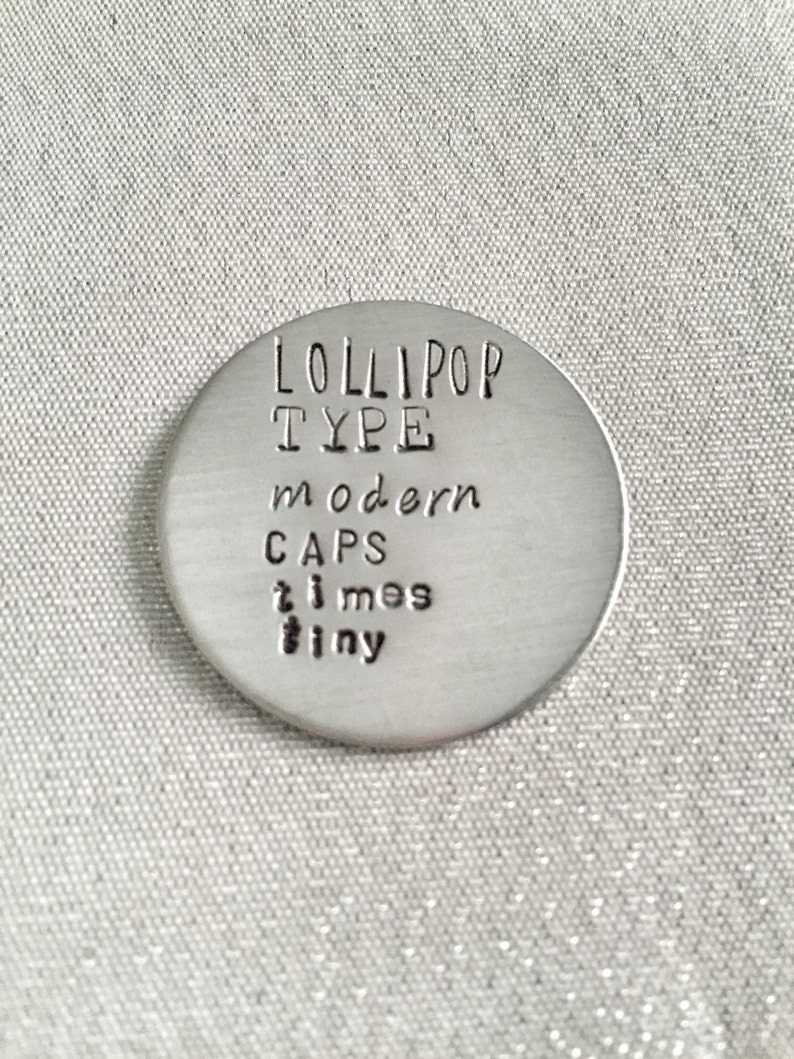 LOLLIPOP
TYPE
modern
CAPS
times
tiny